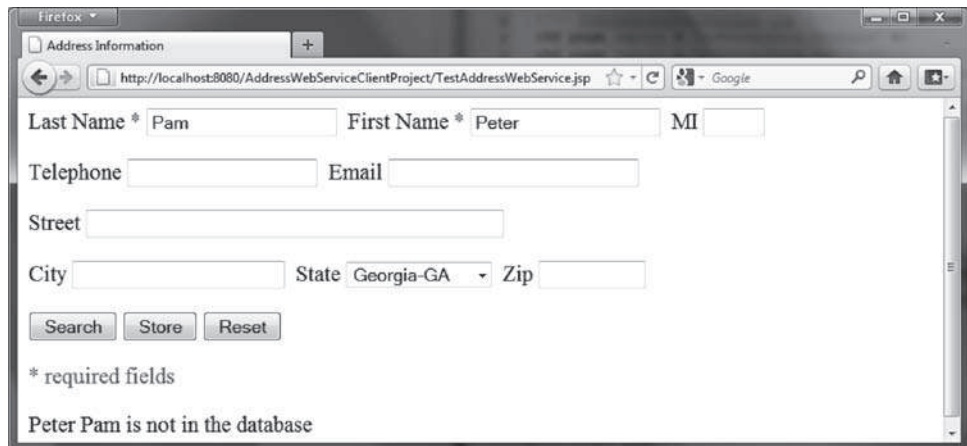 Firefox
Address Information
http://localhost:8080/AddressWebServiceClientProject/TestAddressWebService.jsp Google
Last Name * Pam First Name * Peter MI
Telephone Email
Street
City State Georgia-GA Zip
Search Store Reset
* required fields
Peter Pam is not in the database